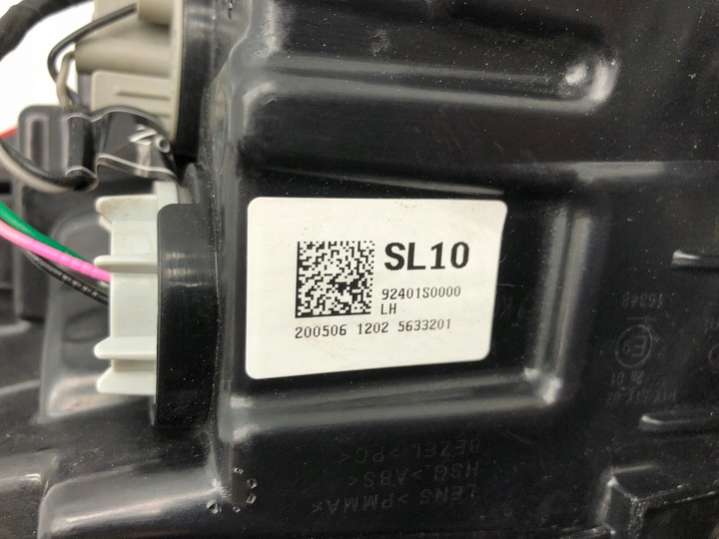 SL10
92401S0000
LH
200506 1202 5633201
BEZEL >PC<
HSG >ABS<
LENS >PMMA<